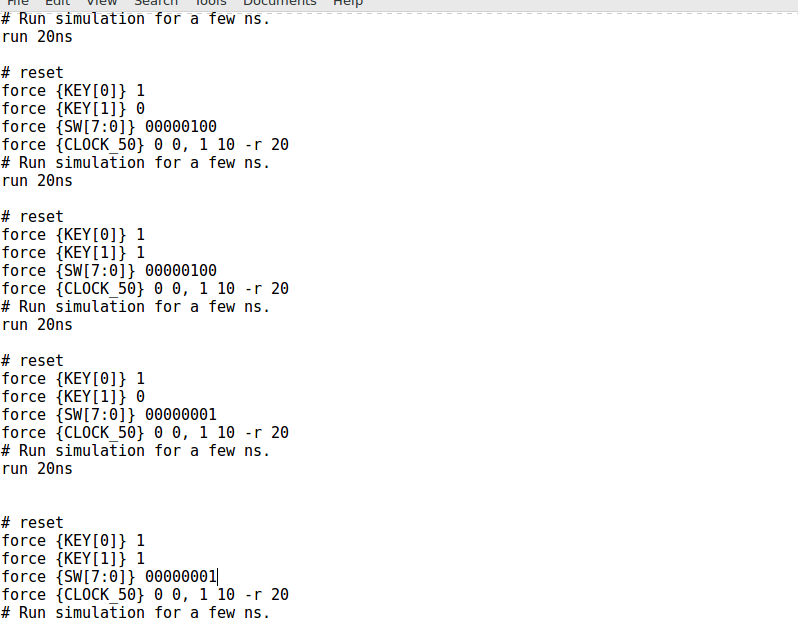 File Edit View Search Tools Documents Help
# Run simulation for a few ns.
run 20ns
# reset
force {KEY[0]} 1
force {KEY[1]} 0
force {SW[7:0]} 00000100
force {CLOCK_50} 0 0, 1 10 -r 20
# Run simulation for a few ns.
run 20ns
# reset
force {KEY[0]} 1
force {KEY[1]} 1
force {SW[7:0]} 00000100
force {CLOCK_50} 0 0, 1 10 -r 20
# Run simulation for a few ns.
run 20ns
# reset
force {KEY[0]} 1
force {KEY[1]} 0
force {SW[7:0]} 00000001
force {CLOCK_50} 0 0, 1 10 -r 20
# Run simulation for a few ns.
run 20ns
# reset
force {KEY[0]} 1
force {KEY[1]} 1
force {SW[7:0]} 00000001
force {CLOCK_50} 0 0, 1 10 -r 20
# Run simulation for a few ns.